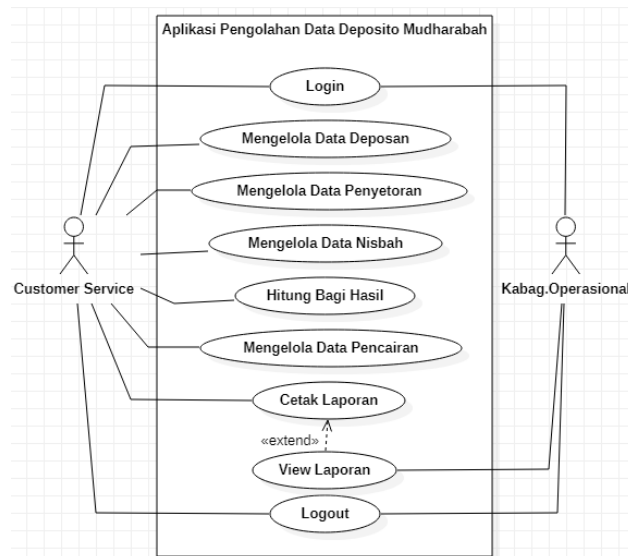 Aplikasi Pengolahan Data Deposito Mudharabah
Login
Mengelola Data Deposan
Mengelola Data Penyetoran
Mengelola Data Nisbah
Customer Service
Kabag.Operasional
Hitung Bagi Hasil
Mengelola Data Pencairan
Cetak Laporan
«extend»
View Laporan
Logout